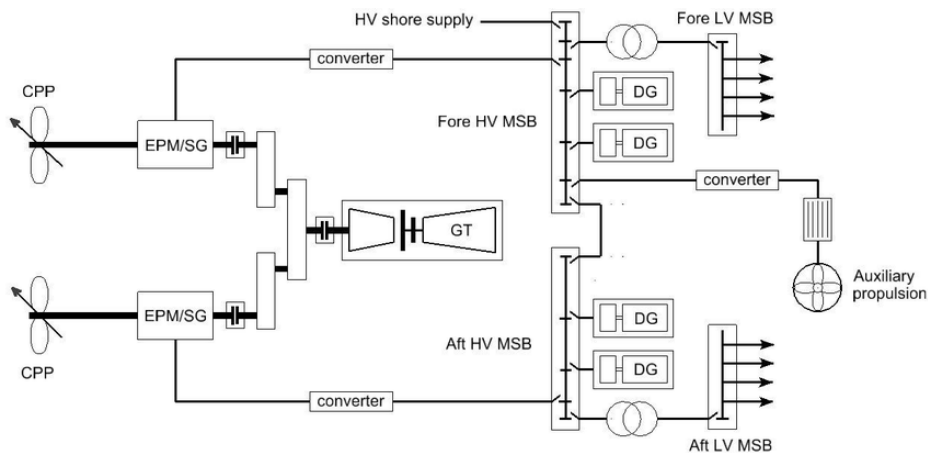 HV shore supply
Fore LV MSB
converter
CPP
DG
EPM/SG
Fore HV MSB
DG
converter
GT
Auxiliary
propulsion
EPM/SG
DG
Aft HV MSB
DG
CPP
converter
Aft LV MSB